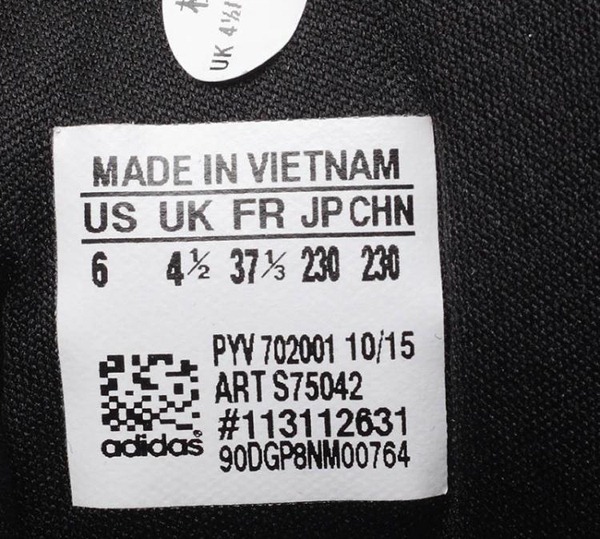 UK 4½
MADE IN VIETNAM
US UK FR JP CHN
6 4½ 37⅓ 230 230
PYV 702001 10/15
ART S75042
#113112631
90DGP8NM00764
adidas®